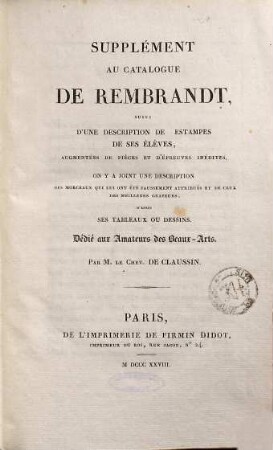 SUPPLÉMENT
AU CATALOGUE
DE REMBRANDT,
SUIVI
D'UNE DESCRIPTION DE ESTAMPES
DE SES ÉLÈVES,
AUGMENTÉES DE PIÈCES ET D'ÉPREUVES INÉDITES.
ON Y A JOINT UNE DESCRIPTION
DES MORCEAUX QUI LUI ONT ÉTÉ FAUSSEMENT ATTRIBUÉS ET DE CEUX
DES MEILLEURS GRAVEURS,
D'APRÈS
SES TABLEAUX OU DESSINS.
Dédié aux Amateurs des Beaux-Arts.
PAR M. LE CHEV. DE CLAUSSIN.
PARIS,
DE L'IMPRIMERIE DE FIRMIN DIDOT,
IMPRIMEUR DU ROI, RUE JACOB, N° 24.
M DCCC XXVIII.